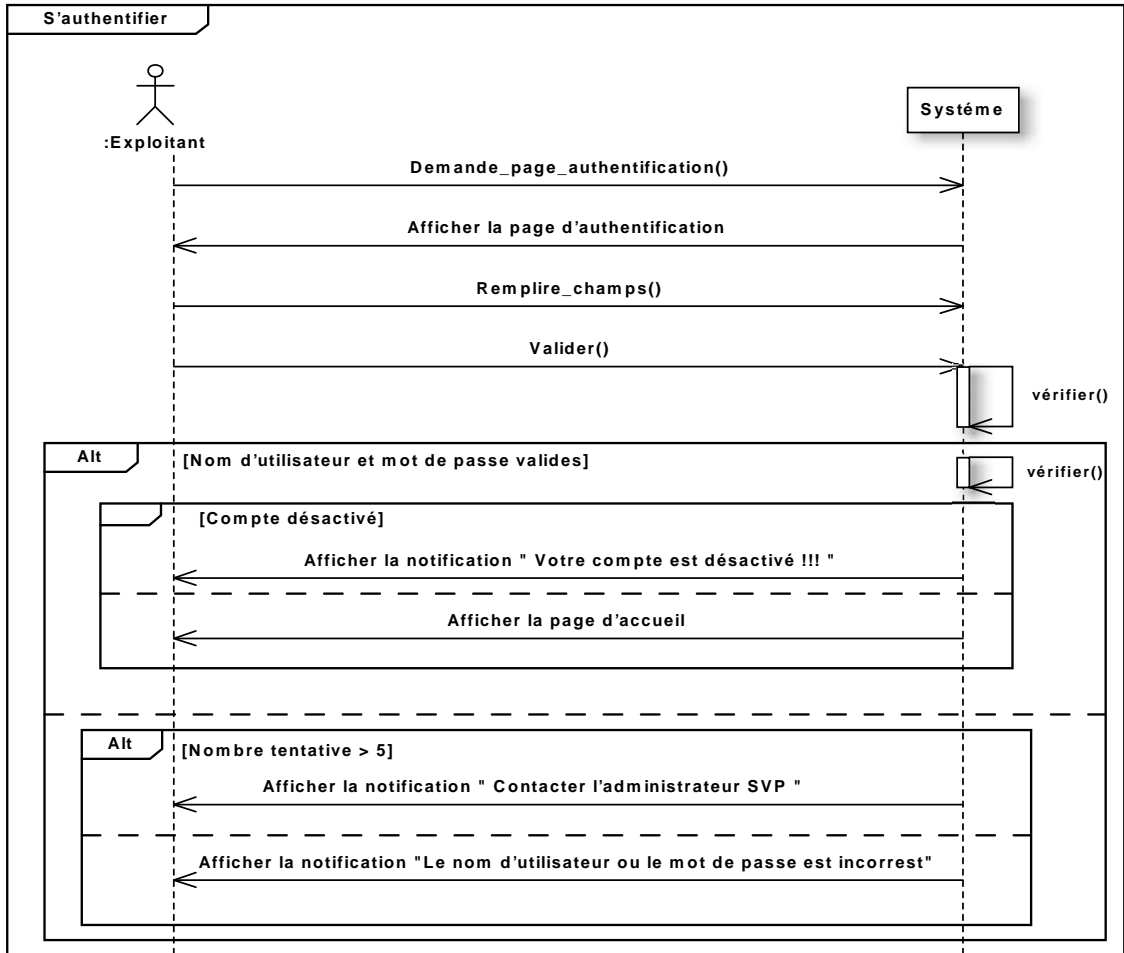 S'authentifier
Systéme
:Exploitant
Demande_page_authentification()
Afficher la page d'authentification
Remplire_champs()
Valider()
vérifier()
Alt
[Nom d'utilisateur et mot de passe valides]
vérifier()
[Compte désactivé]
Afficher la notification " Votre compte est désactivé !!! "
Afficher la page d'accueil
Alt
[Nombre tentative > 5]
Afficher la notification " Contacter l'administrateur SVP "
Afficher la notification "Le nom d'utilisateur ou le mot de passe est incorrest"